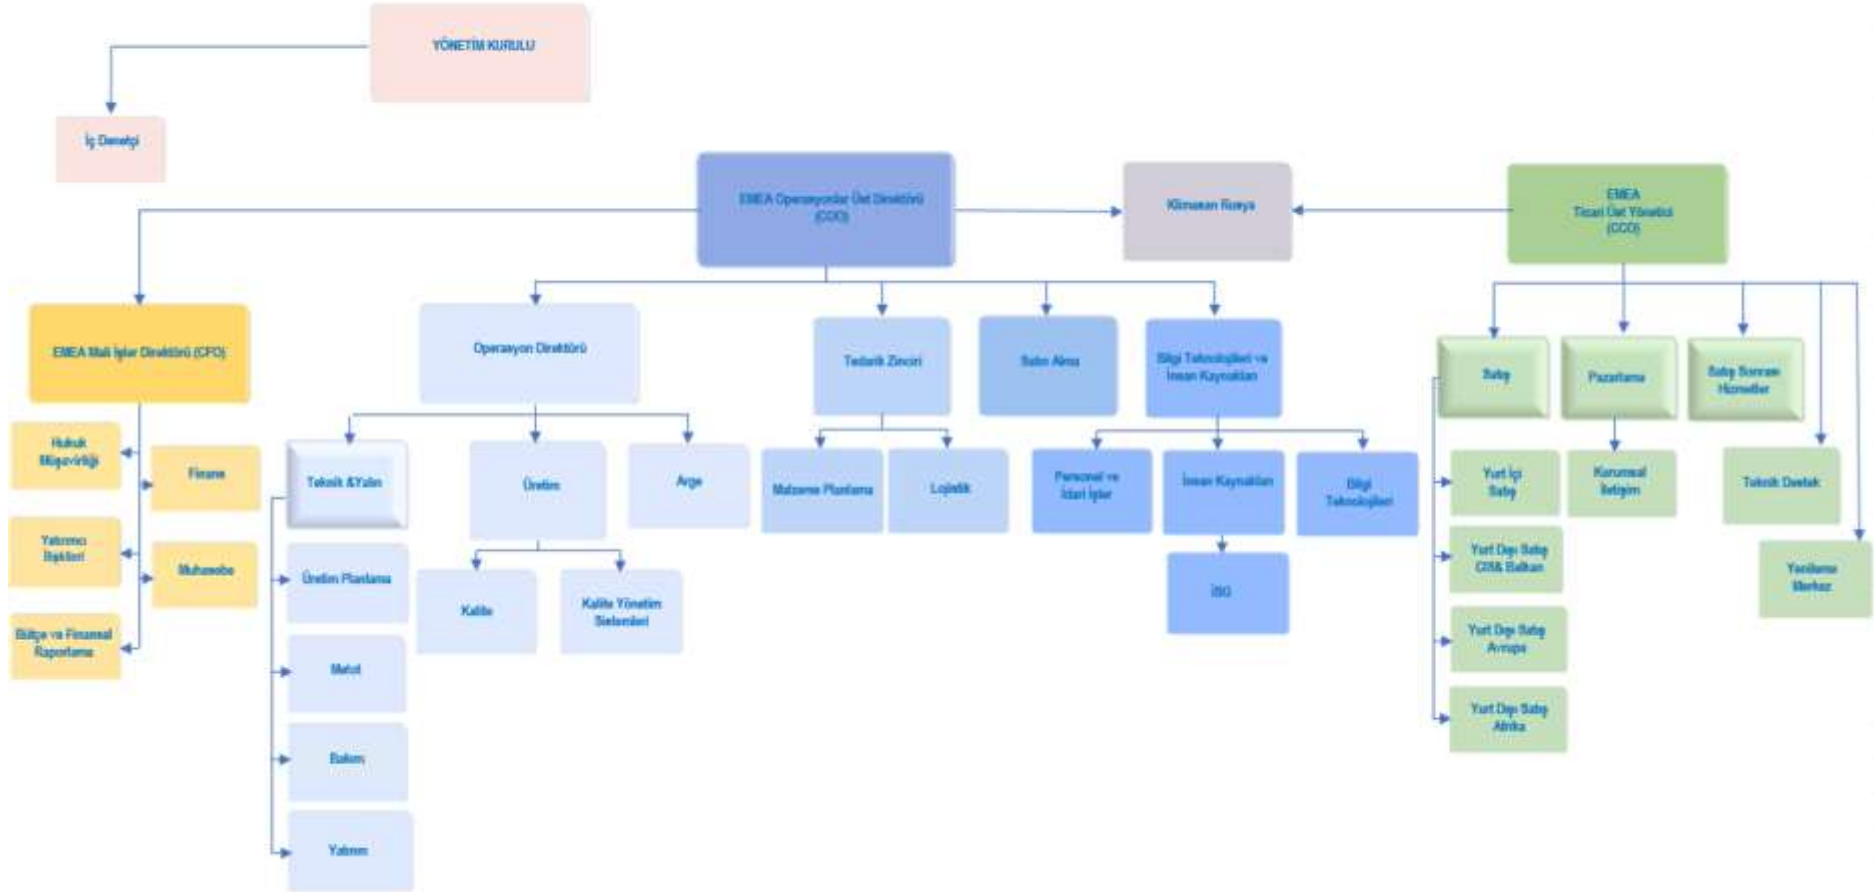 YÖNETİM KURULU
İç Denetçi
EMEA Operasyonlar Üst Direktörü
(COO)
Klimasan Rusya
EMEA
Ticari Üst Yönetici
(CCO)
EMEA Mali İşler Direktörü (CFO)
Operasyon Direktörü
Tedarik Zinciri
Satın Alma
Bilgi Teknolojileri ve
İnsan Kaynakları
Satış
Pazarlama
Satış Sonrası
Hizmetler
Hukuk
Müşavirliği
Finans
Yatırımcı
İlişkileri
Muhasebe
Bütçe ve Finansal
Raporlama
Teknik &Yalın
Üretim
Arge
Malzeme Planlama
Lojistik
Personel ve
İdari İşler
İnsan Kaynakları
Bilgi
Teknolojileri
Yurt İçi
Satış
Kurumsal
İletişim
Teknik Destek
Üretim Planlama
Kalite
Kalite Yönetim
Sistemleri
İSG
Yurt Dışı Satış
CIS& Balkan
Yenileme
Merkez
Metot
Yurt Dışı Satış
Avrupa
Bakım
Yurt Dışı Satış
Afrika
Yatırım